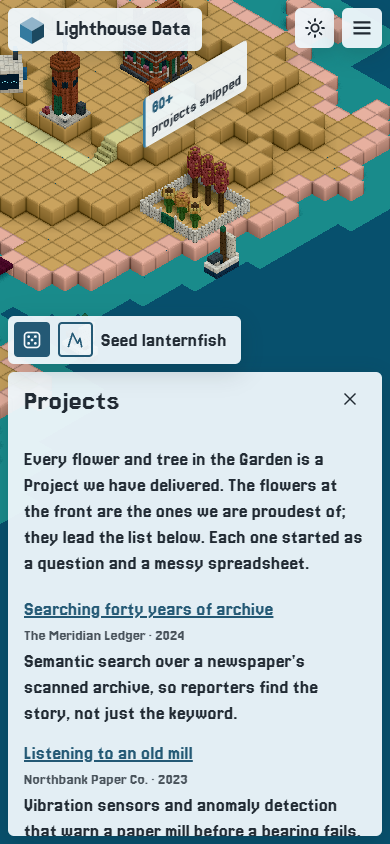 Lighthouse Data
60+
projects shipped
Seed lanternfish
Projects
Every flower and tree in the Garden is a
Project we have delivered. The flowers at
the front are the ones we are proudest of;
they lead the list below. Each one started as
a question and a messy spreadsheet.
Searching forty years of archive
The Meridian Ledger · 2024
Semantic search over a newspaper's
scanned archive, so reporters find the
story, not just the keyword.
Listening to an old mill
Northbank Paper Co. · 2023
Vibration sensors and anomaly detection
that warn a paper mill before a bearing fails.